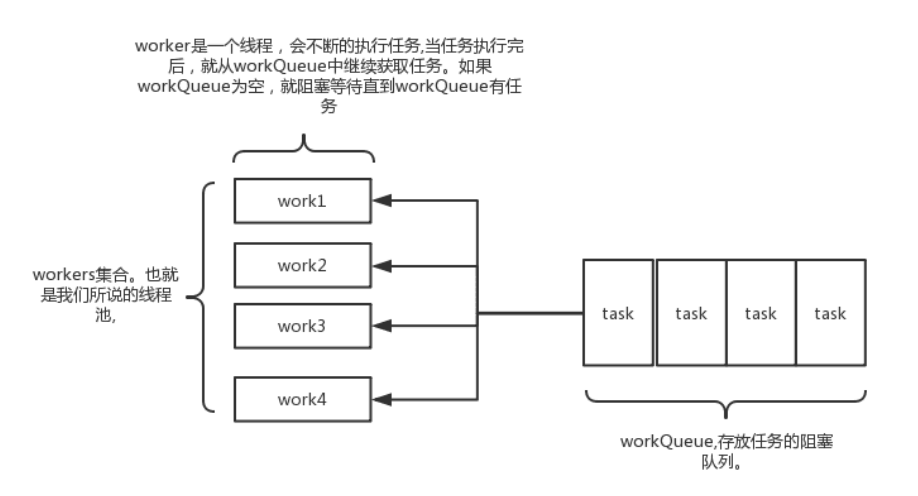 worker是一个线程，会不断的执行任务,当任务执行完
后，就从workQueue中继续获取任务。如果
workQueue为空，就阻塞等待直到workQueue有任
务
work1
work2
work3
work4
workers集合。也就
是我们所说的线程
池,
task task task task
workQueue,存放任务的阻塞
队列。